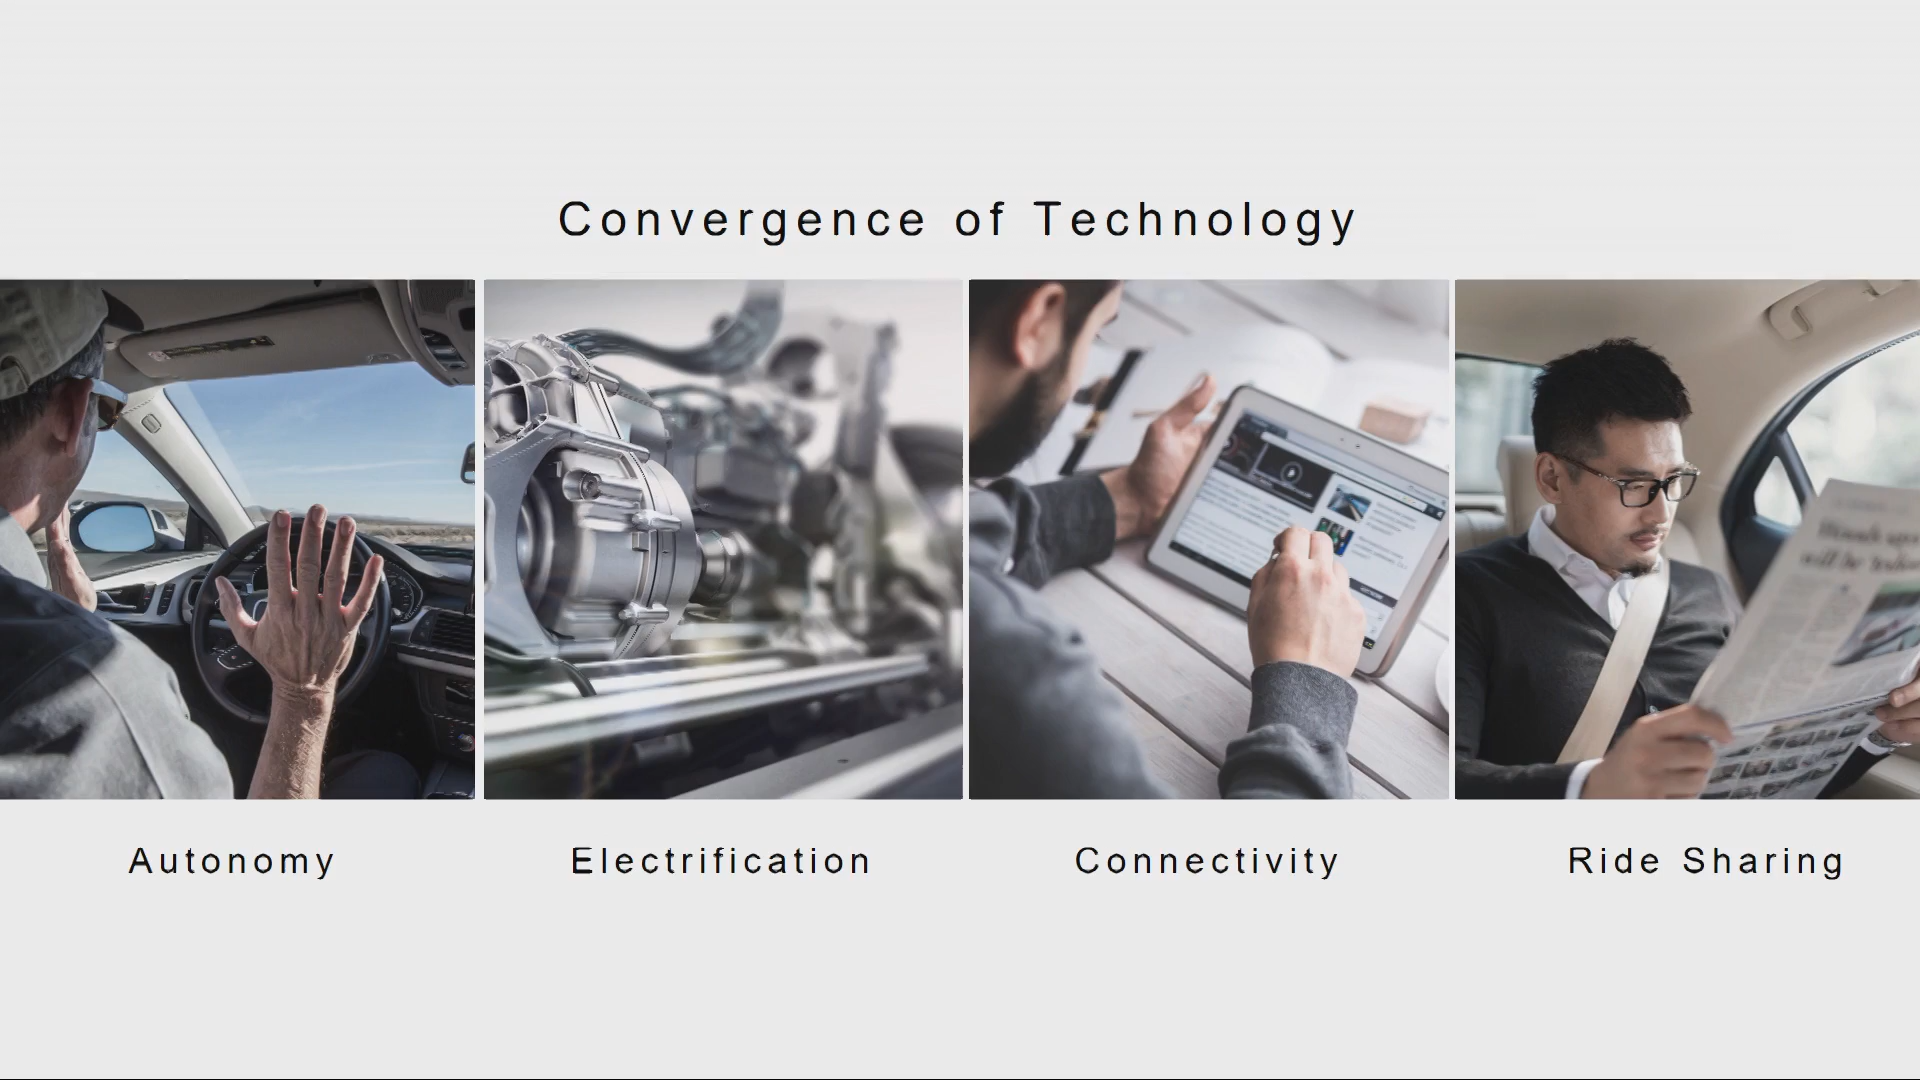 Convergence of Technology
Autonomy
Electrification
Connectivity
Ride Sharing